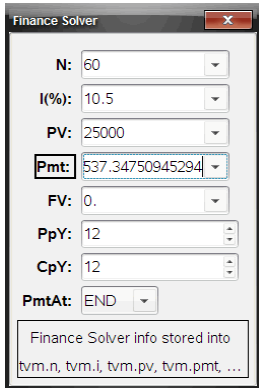 Finance Solver x
N: 60
I(%): 10.5
PV: 25000
Pmt: 537.34750945294
FV: 0.
PpY: 12
CpY: 12
PmtAt: END
Finance Solver info stored into
tvm.n, tvm.i, tvm.pv, tvm.pmt, ...